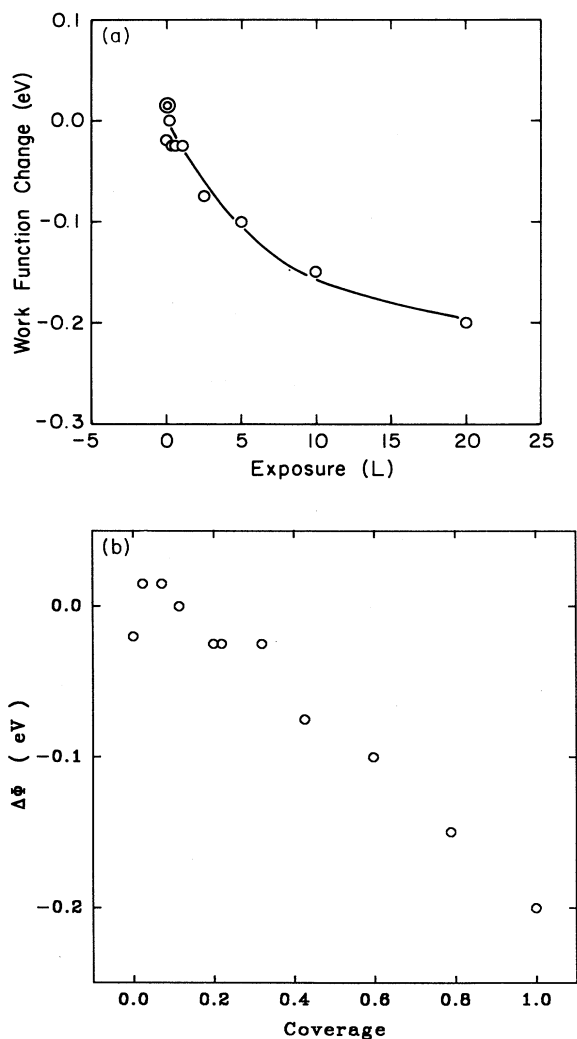 (a)
0.1
0.0
−0.1
−0.2
−0.3
Work Function Change (eV)
−5 0 5 10 15 20 25
Exposure (L)
(b)
0.0
−0.1
−0.2
ΔΦ ( eV )
0.0 0.2 0.4 0.6 0.8 1.0
Coverage